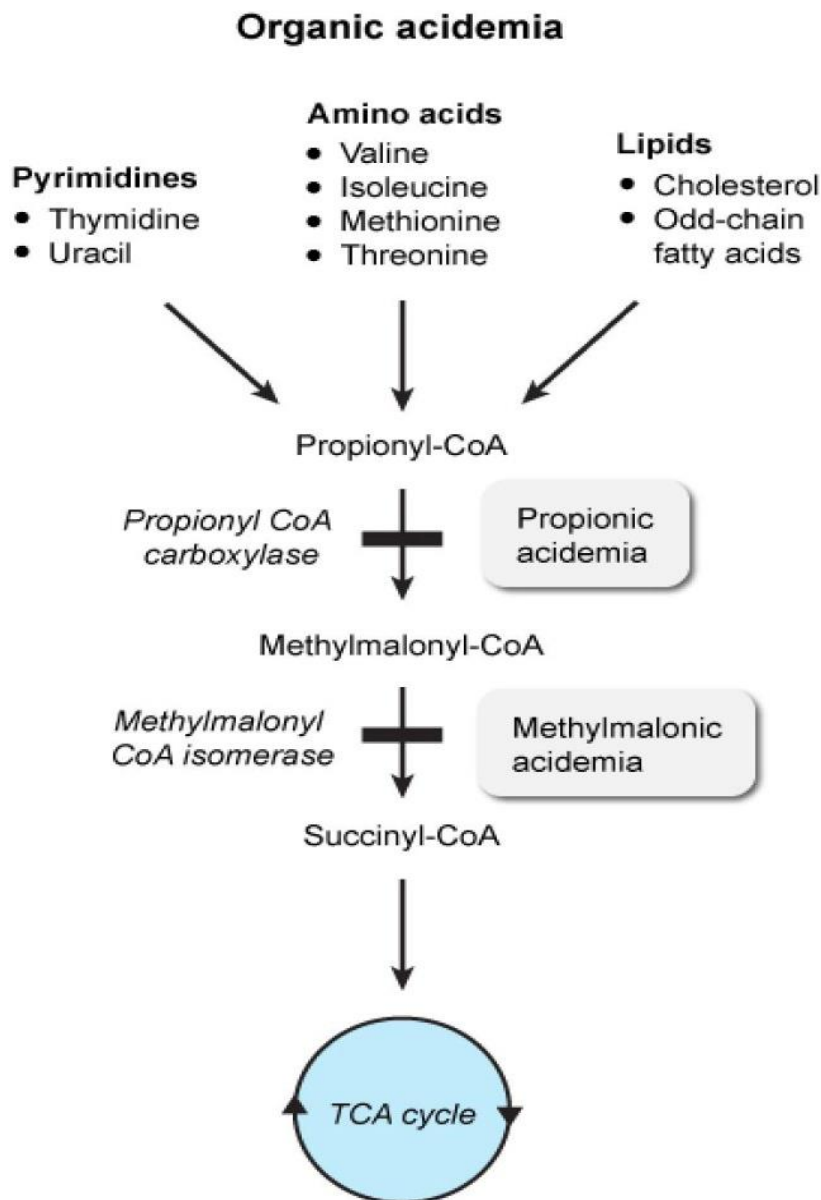 Organic acidemia
Pyrimidines
• Thymidine
• Uracil
Amino acids
• Valine
• Isoleucine
• Methionine
• Threonine
Lipids
• Cholesterol
• Odd-chain
fatty acids
Propionyl-CoA
Propionyl CoA
carboxylase
Propionic
acidemia
Methylmalonyl-CoA
Methylmalonyl
CoA isomerase
Methylmalonic
acidemia
Succinyl-CoA
TCA cycle